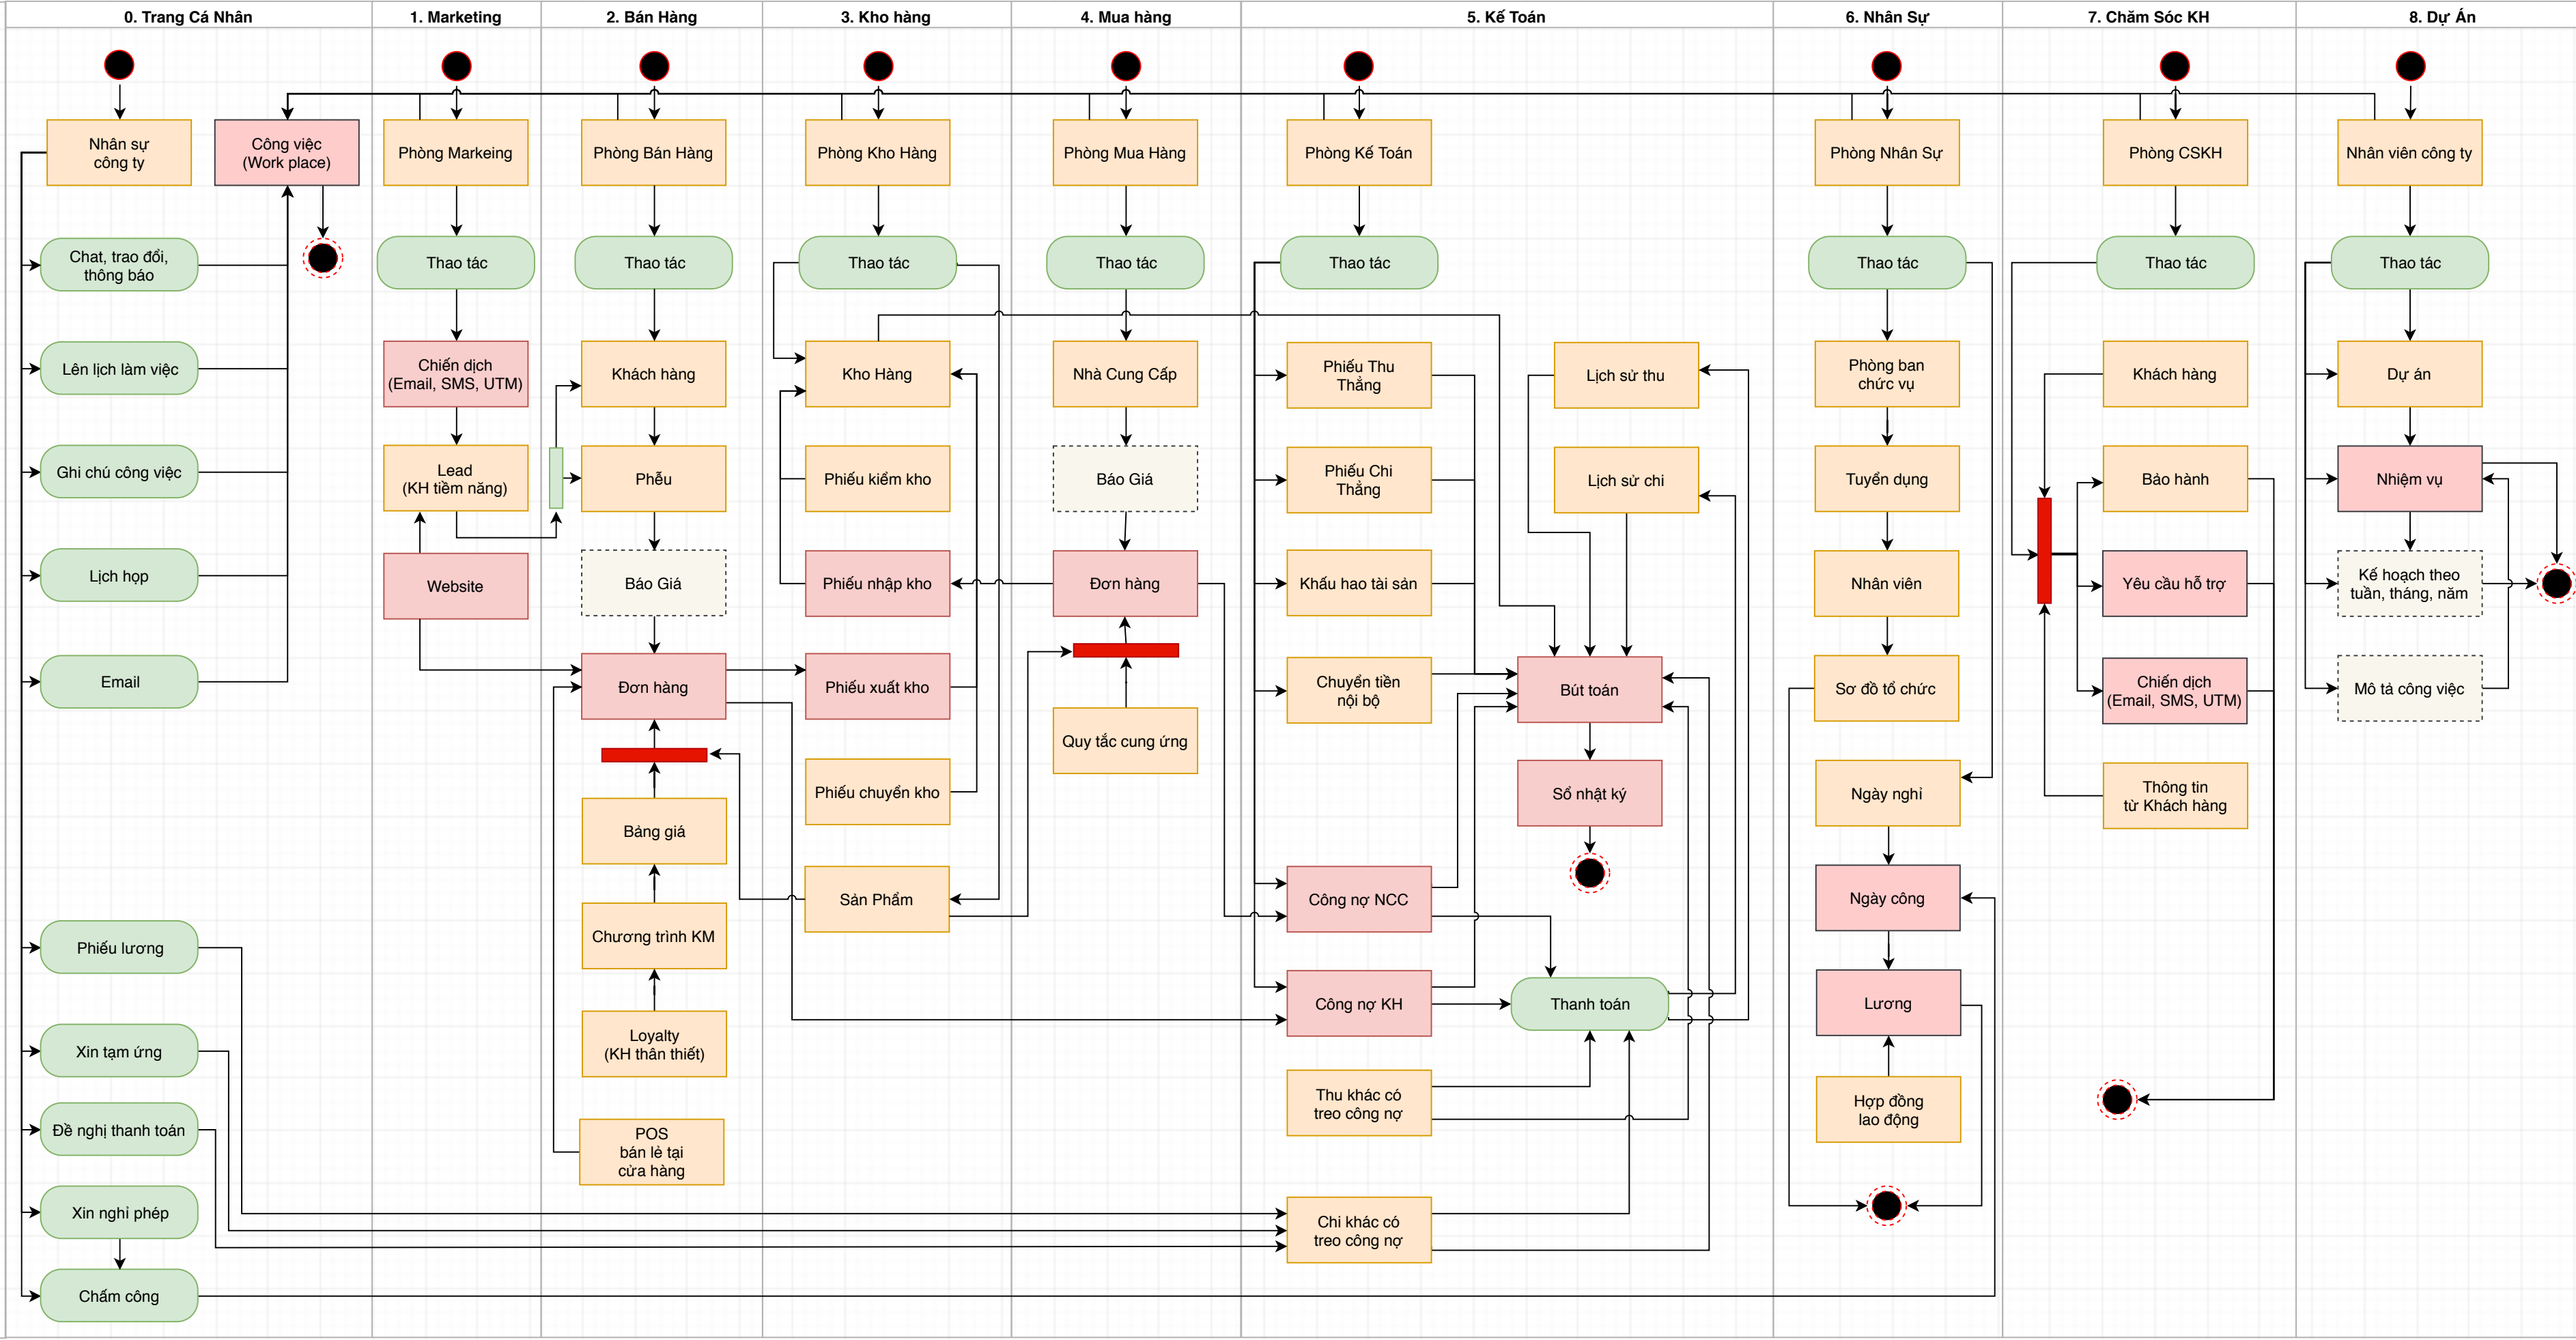 0. Trang Cá Nhân
1. Marketing
2. Bán Hàng
3. Kho hàng
4. Mua hàng
5. Kế Toán
6. Nhân Sự
7. Chăm Sóc KH
8. Dự Án
Nhân sự
công ty
Công việc
(Work place)
Chat, trao đổi,
thông báo
Lên lịch làm việc
Ghi chú công việc
Lịch họp
Email
Phiếu lương
Xin tạm ứng
Đề nghị thanh toán
Xin nghỉ phép
Chấm công
Phòng Markeing
Thao tác
Chiến dịch
(Email, SMS, UTM)
Lead
(KH tiềm năng)
Website
Phòng Bán Hàng
Thao tác
Khách hàng
Phễu
Báo Giá
Đơn hàng
Bảng giá
Chương trình KM
Loyalty
(KH thân thiết)
POS
bán lẻ tại
cửa hàng
Phòng Kho Hàng
Thao tác
Kho Hàng
Phiếu kiểm kho
Phiếu nhập kho
Phiếu xuất kho
Phiếu chuyển kho
Sản Phẩm
Phòng Mua Hàng
Thao tác
Nhà Cung Cấp
Báo Giá
Đơn hàng
Quy tắc cung ứng
Phòng Kế Toán
Thao tác
Phiếu Thu
Thẳng
Phiếu Chi
Thẳng
Khấu hao tài sản
Chuyển tiền
nội bộ
Công nợ NCC
Công nợ KH
Thu khác có
treo công nợ
Chi khác có
treo công nợ
Lịch sử thu
Lịch sử chi
Bút toán
Sổ nhật ký
Thanh toán
Phòng Nhân Sự
Thao tác
Phòng ban
chức vụ
Tuyển dụng
Nhân viên
Sơ đồ tổ chức
Ngày nghỉ
Ngày công
Lương
Hợp đồng
lao động
Phòng CSKH
Thao tác
Khách hàng
Bảo hành
Yêu cầu hỗ trợ
Chiến dịch
(Email, SMS, UTM)
Thông tin
từ Khách hàng
Nhân viên công ty
Thao tác
Dự án
Nhiệm vụ
Kế hoạch theo
tuần, tháng, năm
Mô tả công việc